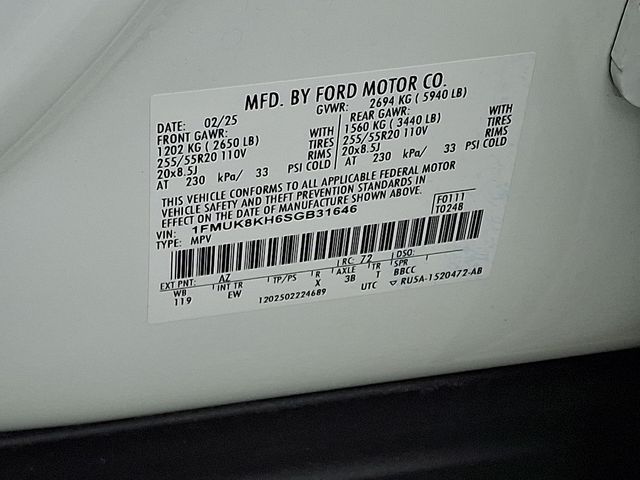 MFD. BY FORD MOTOR CO.
DATE: 02/25 GVWR: 2694 KG ( 5940 LB)
FRONT GAWR: REAR GAWR:
1202 KG ( 2650 LB) WITH 1560 KG ( 3440 LB) WITH
255/55R20 110V TIRES 255/55R20 110V TIRES
20x8.5J RIMS 20x8.5J RIMS
AT 230 kPa/ 33 PSI COLD AT 230 kPa/ 33 PSI COLD
THIS VEHICLE CONFORMS TO ALL APPLICABLE FEDERAL MOTOR
VEHICLE SAFETY AND THEFT PREVENTION STANDARDS IN
EFFECT ON THE DATE OF MANUFACTURE SHOWN ABOVE.
VIN: 1FMUK8KH6SGB31646 F0111
TYPE: MPV T0248
EXT PNT: AZ RC: 72 DSO:
WB INT TR TP/PS R AXLE TR SPR
119 EW X 3B T BBCC
1202502224689 UTC ▽ RU5A-1520472-AB